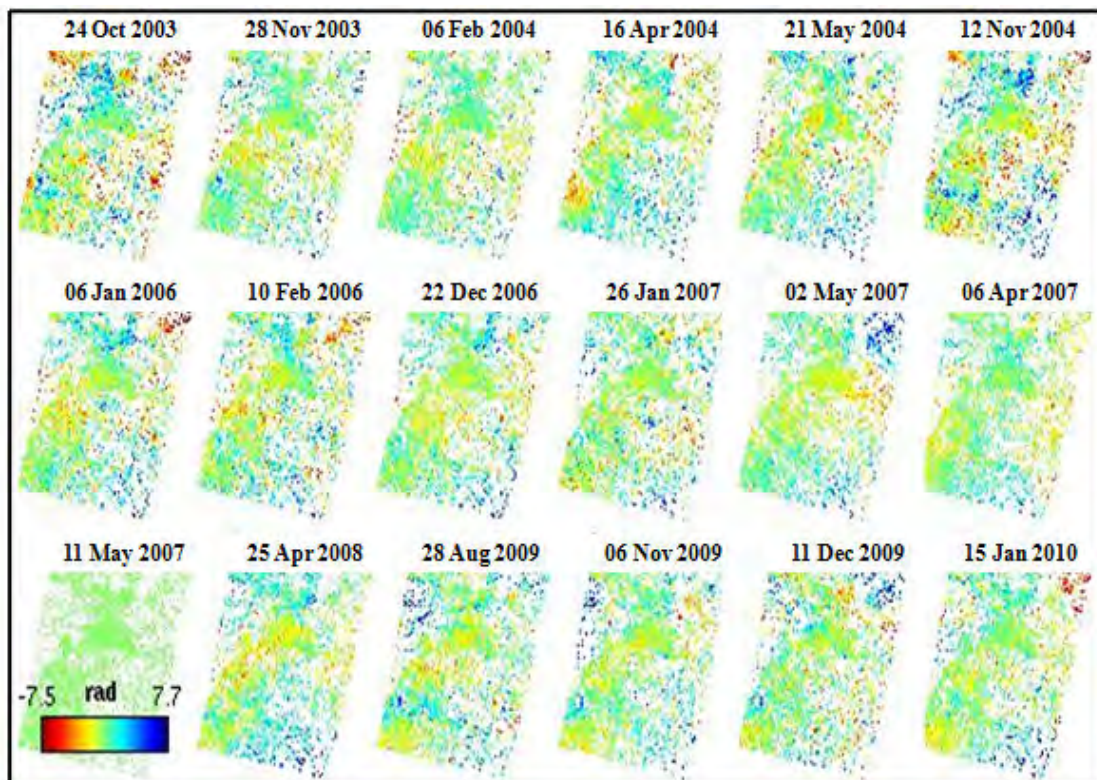 24 Oct 2003 28 Nov 2003 06 Feb 2004 16 Apr 2004 21 May 2004 12 Nov 2004
06 Jan 2006 10 Feb 2006 22 Dec 2006 26 Jan 2007 02 May 2007 06 Apr 2007
11 May 2007 25 Apr 2008 28 Aug 2009 06 Nov 2009 11 Dec 2009 15 Jan 2010
-7.5 rad 7.7